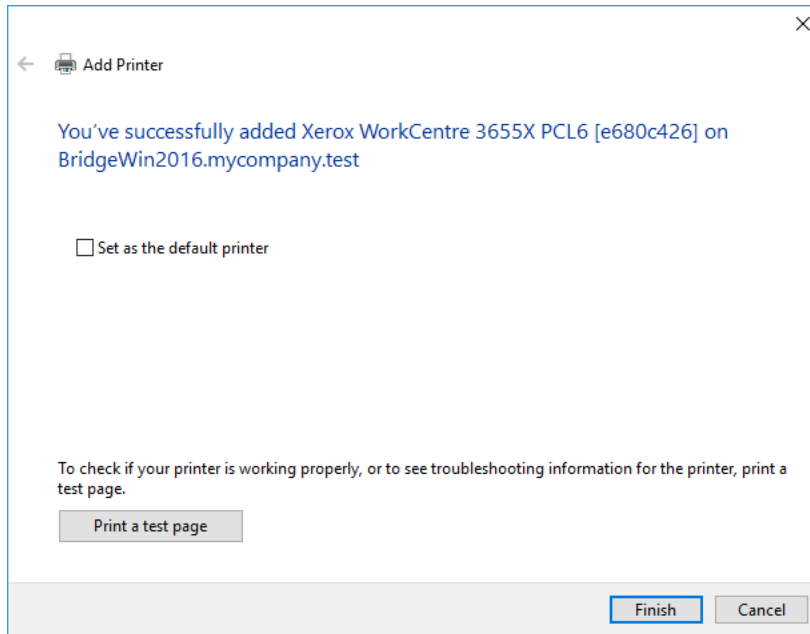 Add Printer
You've successfully added Xerox WorkCentre 3655X PCL6 [e680c426] on
BridgeWin2016.mycompany.test
Set as the default printer
To check if your printer is working properly, or to see troubleshooting information for the printer, print a
test page.
Print a test page
Finish
Cancel